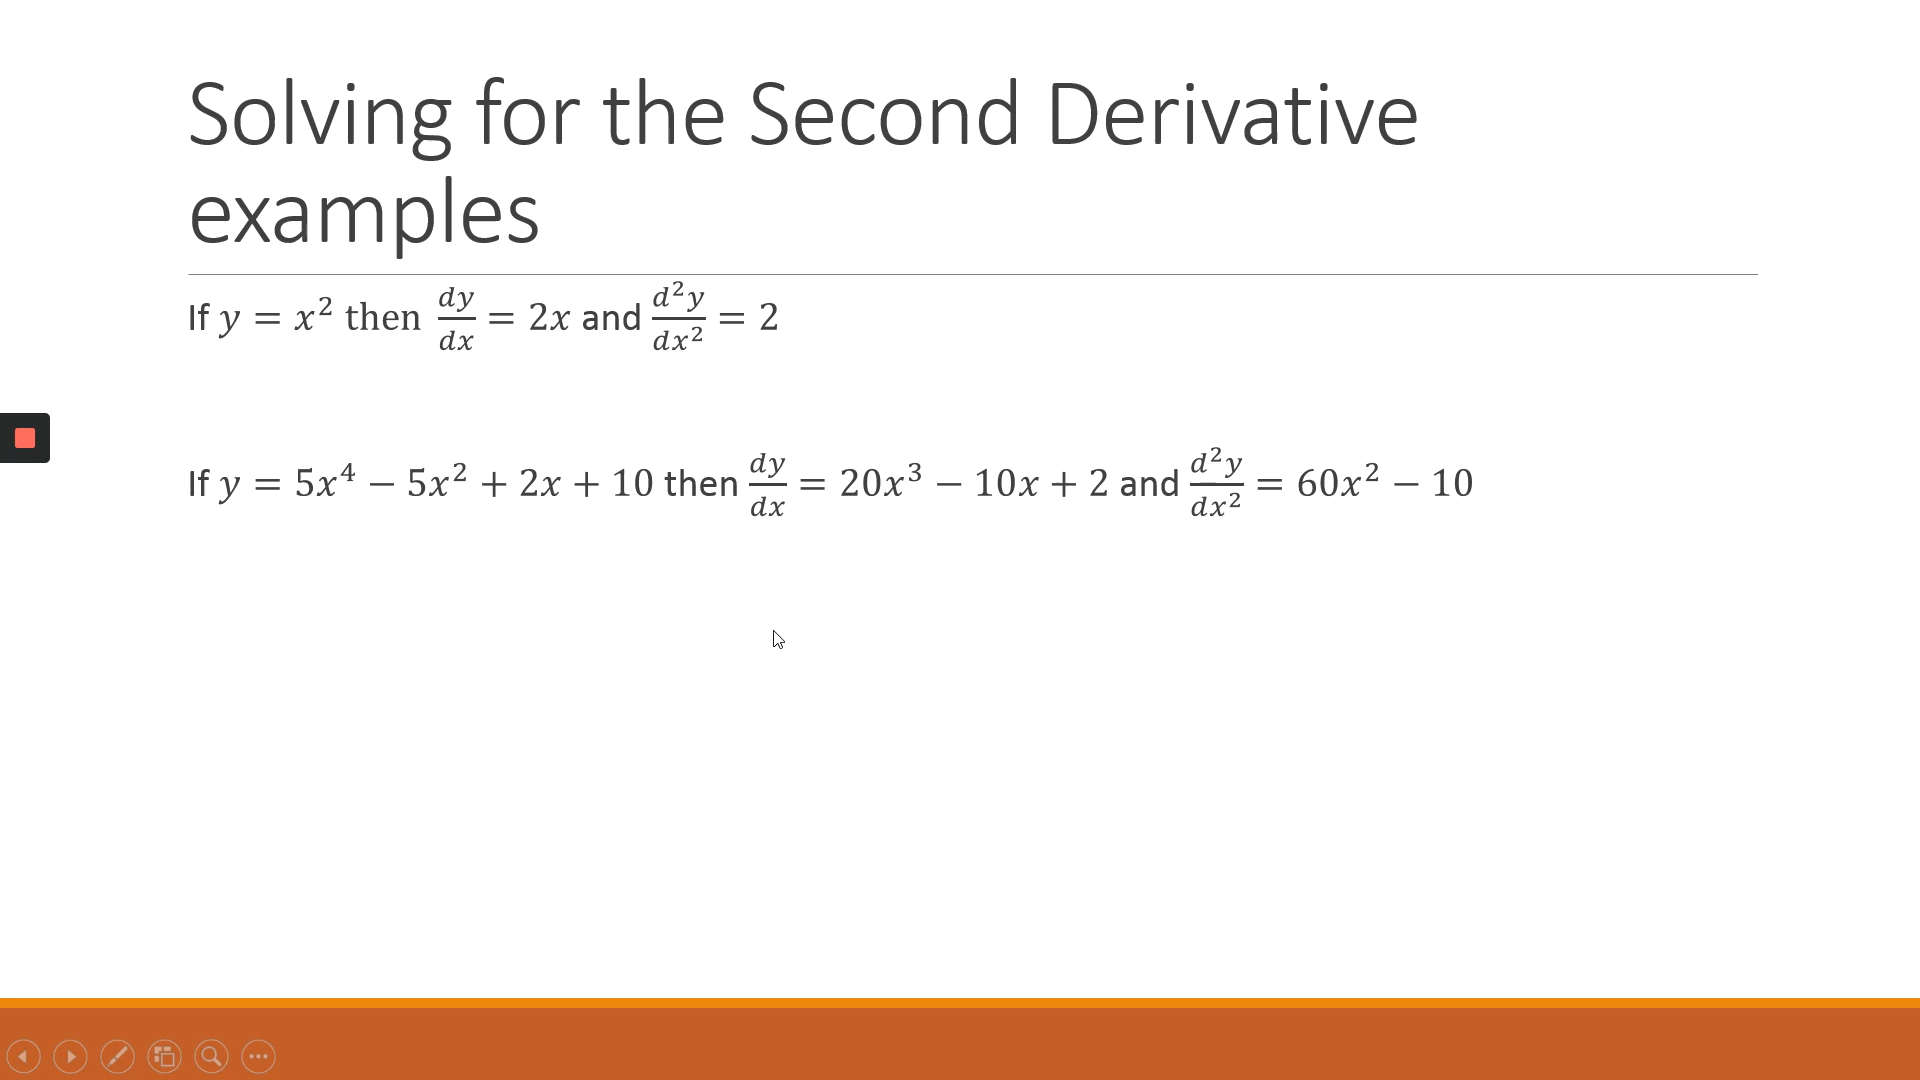 Solving for the Second Derivative
examples
If y = x² then dy/dx = 2x and d²y/dx² = 2
If y = 5x⁴ − 5x² + 2x + 10 then dy/dx = 20x³ − 10x + 2 and d²y/dx² = 60x² − 10